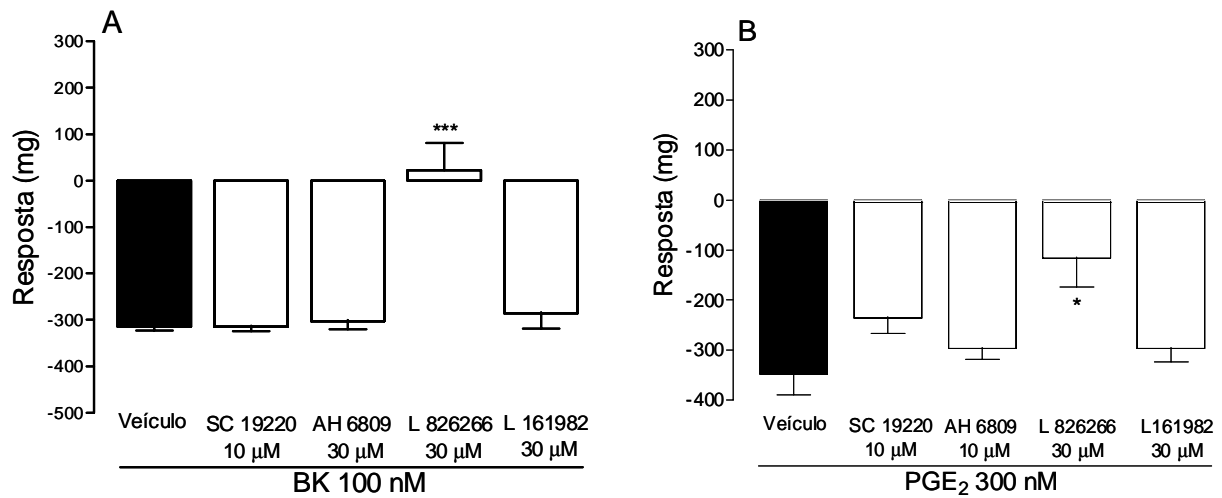 A
300
200
100
0
-100
-200
-300
-400
-500
Resposta (mg)
***
Veículo SC 19220 AH 6809 L 826266 L 161982
10 µM 30 µM 30 µM 30 µM
BK 100 nM
B
300
200
100
0
-100
-200
-300
-400
Resposta (mg)
*
Veículo SC 19220 AH 6809 L 826266 L161982
10 µM 10 µM 30 µM 30 µM
PGE₂ 300 nM